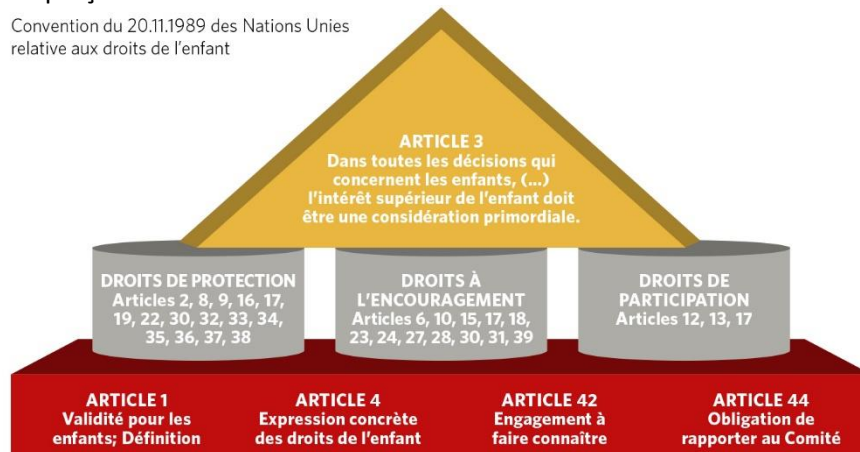 Convention du 20.11.1989 des Nations Unies
relative aux droits de l'enfant
ARTICLE 3
Dans toutes les décisions qui
concernent les enfants, (...)
l'intérêt supérieur de l'enfant doit
être une considération primordiale.
DROITS DE PROTECTION
Articles 2, 8, 9, 16, 17,
19, 22, 30, 32, 33, 34,
35, 36, 37, 38
DROITS À
L'ENCOURAGEMENT
Articles 6, 10, 15, 17, 18,
23, 24, 27, 28, 30, 31, 39
DROITS DE
PARTICIPATION
Articles 12, 13, 17
ARTICLE 1
Validité pour les
enfants; Définition
ARTICLE 4
Expression concrète
des droits de l'enfant
ARTICLE 42
Engagement à
faire connaître
ARTICLE 44
Obligation de
rapporter au Comité